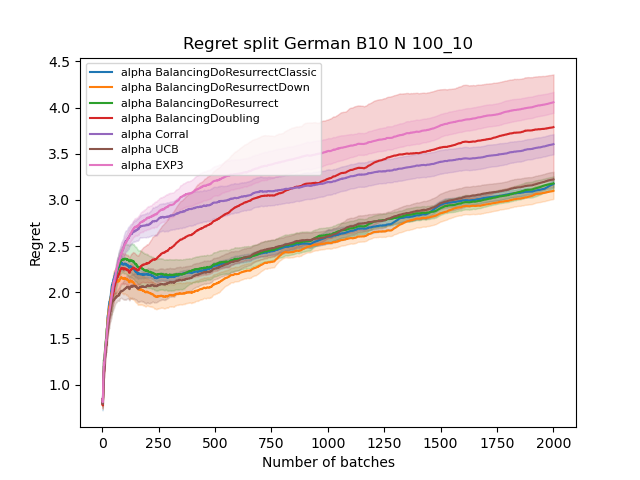 Regret split German B10 N 100_10
4.5
4.0
3.5
3.0
2.5
2.0
1.5
1.0
Regret
alpha BalancingDoResurrectClassic
alpha BalancingDoResurrectDown
alpha BalancingDoResurrect
alpha BalancingDoubling
alpha Corral
alpha UCB
alpha EXP3
0 250 500 750 1000 1250 1500 1750 2000
Number of batches